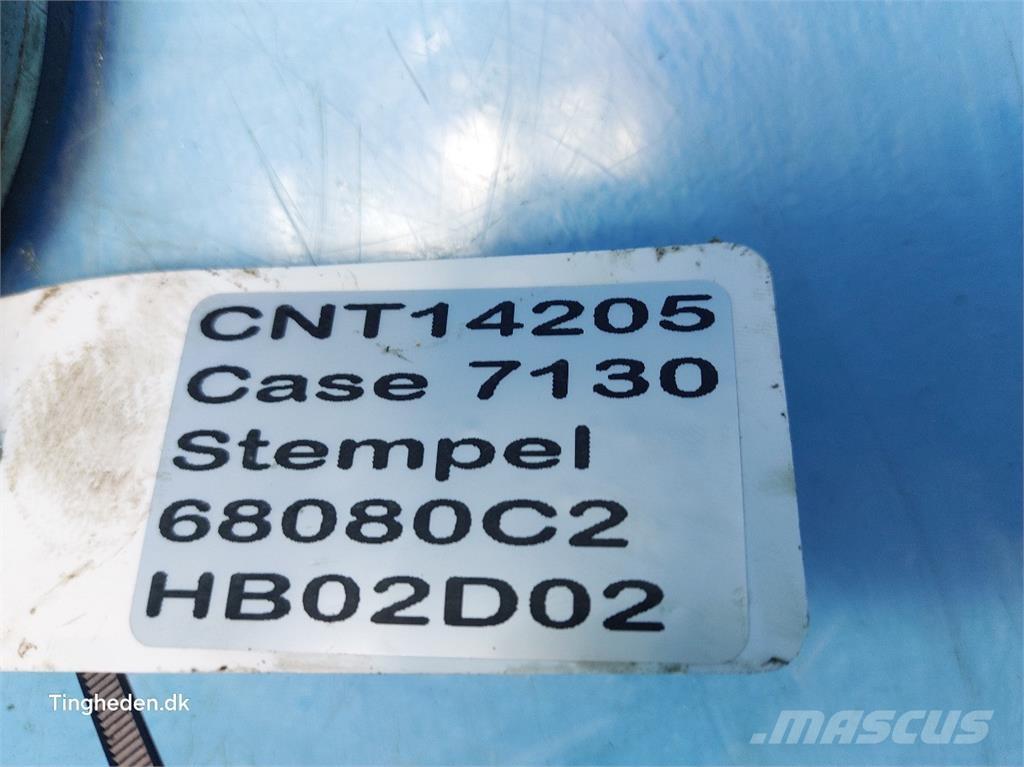 CNT14205
Case 7130
Stempel
68080C2
HB02D02
Tingheden.dk
MASCUS